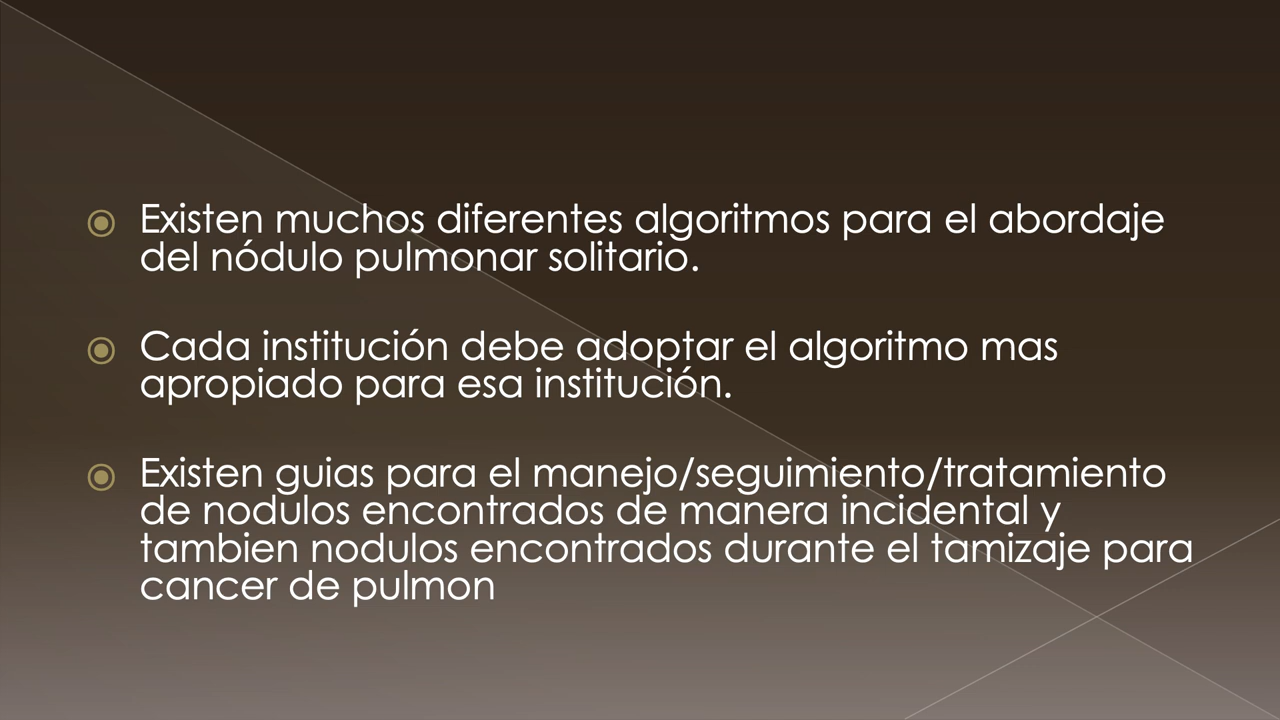 Existen muchos diferentes algoritmos para el abordaje
del nódulo pulmonar solitario.
Cada institución debe adoptar el algoritmo mas
apropiado para esa institución.
Existen guias para el manejo/seguimiento/tratamiento
de nodulos encontrados de manera incidental y
tambien nodulos encontrados durante el tamizaje para
cancer de pulmon